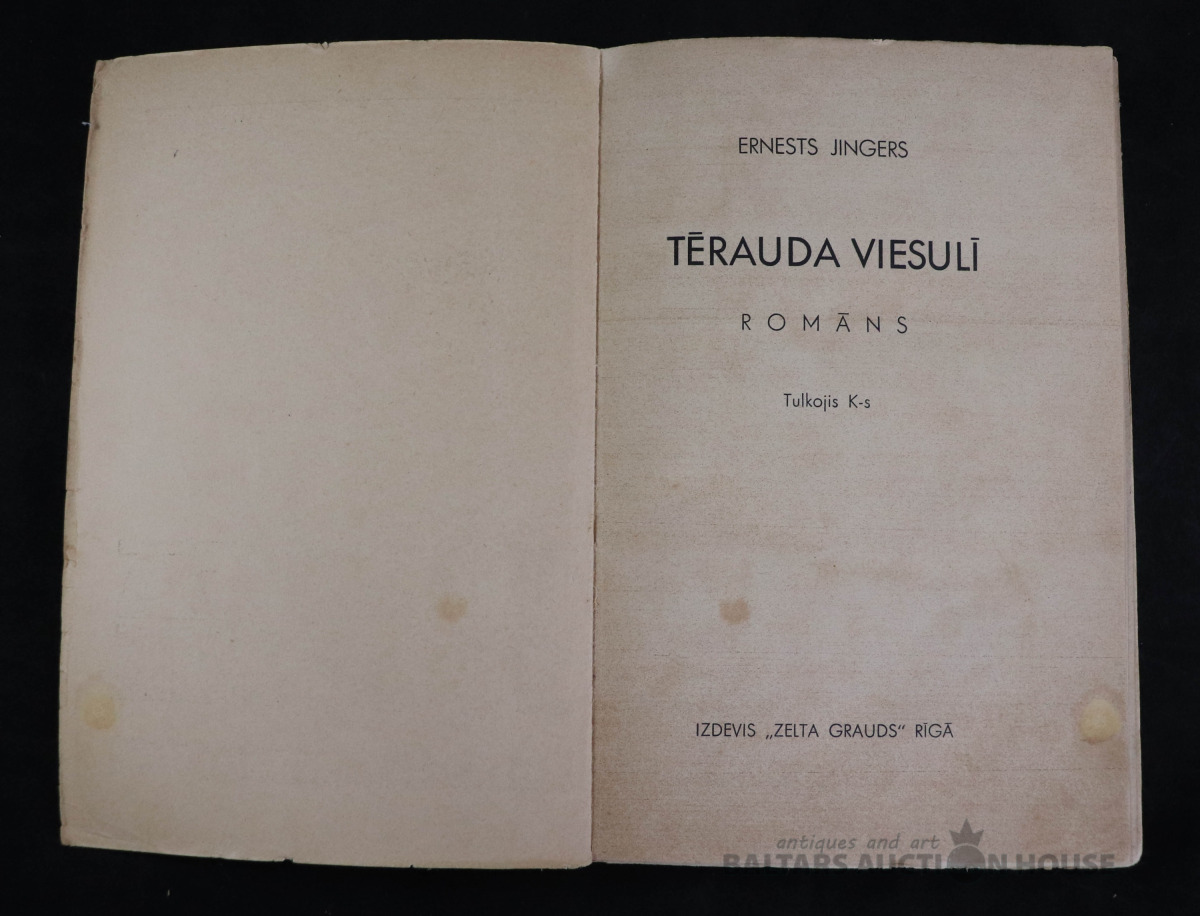 ERNESTS JINGERS
TĒRAUDA VIESULĪ
ROMĀNS
Tulkojis K-s
IZDEVIS „ZELTA GRAUDS“ RĪGĀ
antiques and art
BALTARS AUCTION HOUSE